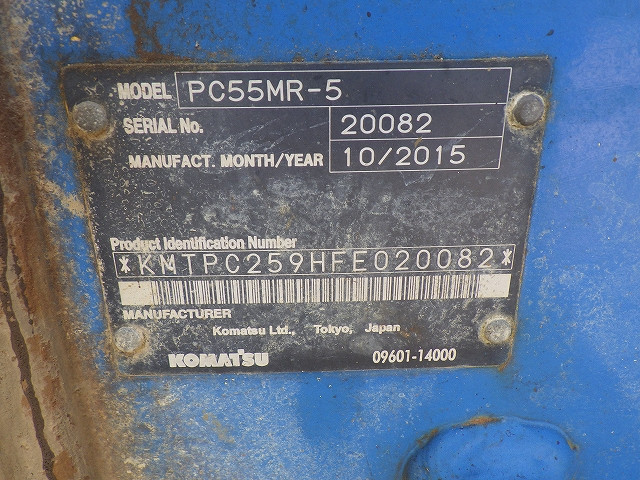 MODEL PC55MR-5
SERIAL No. 20082
MANUFACT. MONTH/YEAR 10/2015
Product Identification Number
*KMTPC259HFE020082*
MANUFACTURER
Komatsu Ltd., Tokyo, Japan
KOMATSU 09601-14000